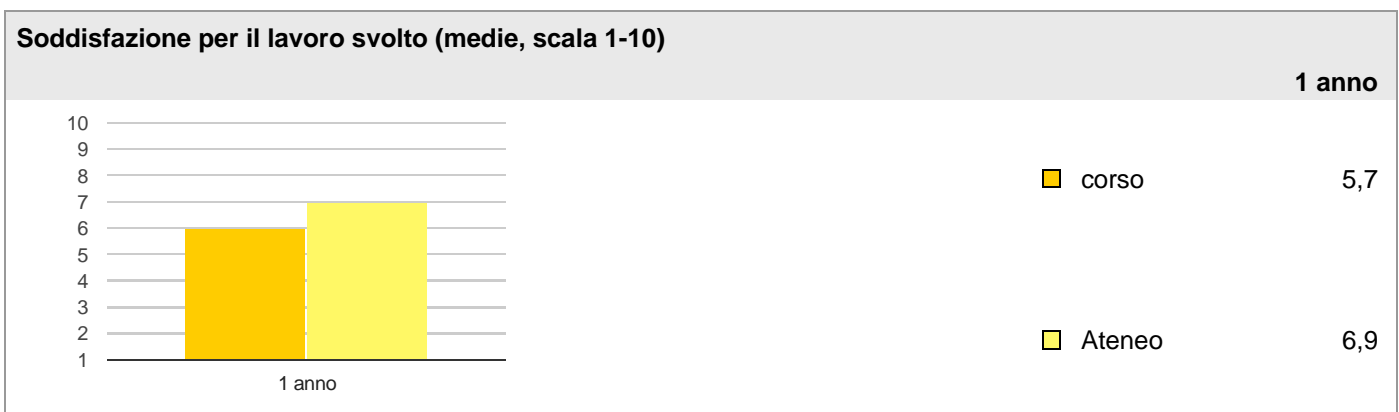 Soddisfazione per il lavoro svolto (medie, scala 1-10)
1 anno
10
9
8
7
6
5
4
3
2
1
1 anno
corso 5,7
Ateneo 6,9